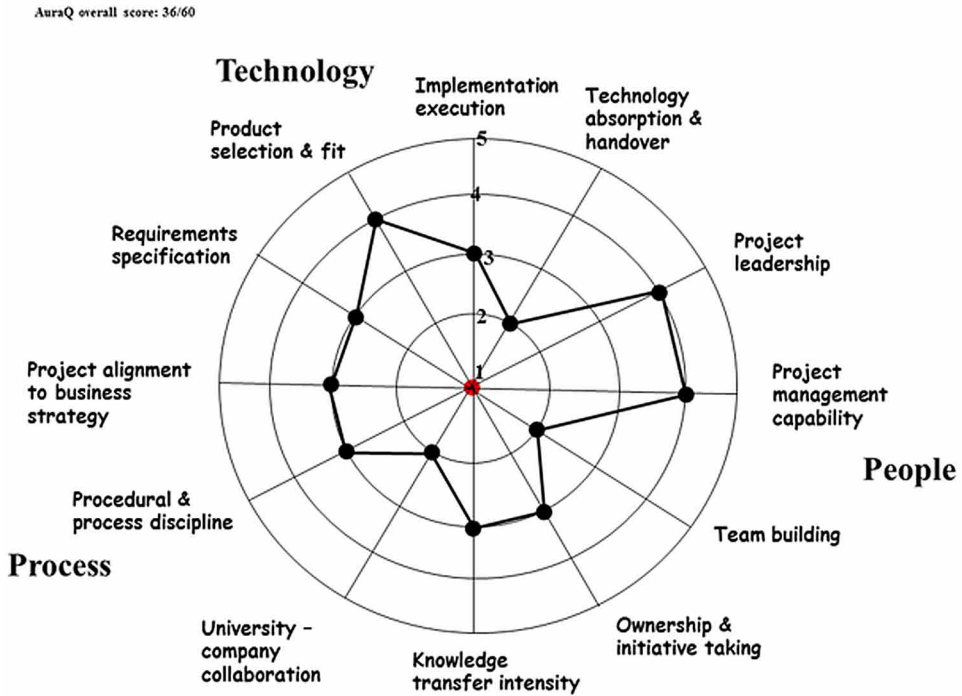 AuraQ overall score: 36/60
Technology
Implementation
execution
Technology
absorption &
handover
Product
selection & fit
5
4
3
2
1
Requirements
specification
Project
leadership
Project alignment
to business
strategy
Project
management
capability
People
Procedural &
process discipline
Team building
Process
University –
company
collaboration
Knowledge
transfer intensity
Ownership &
initiative taking